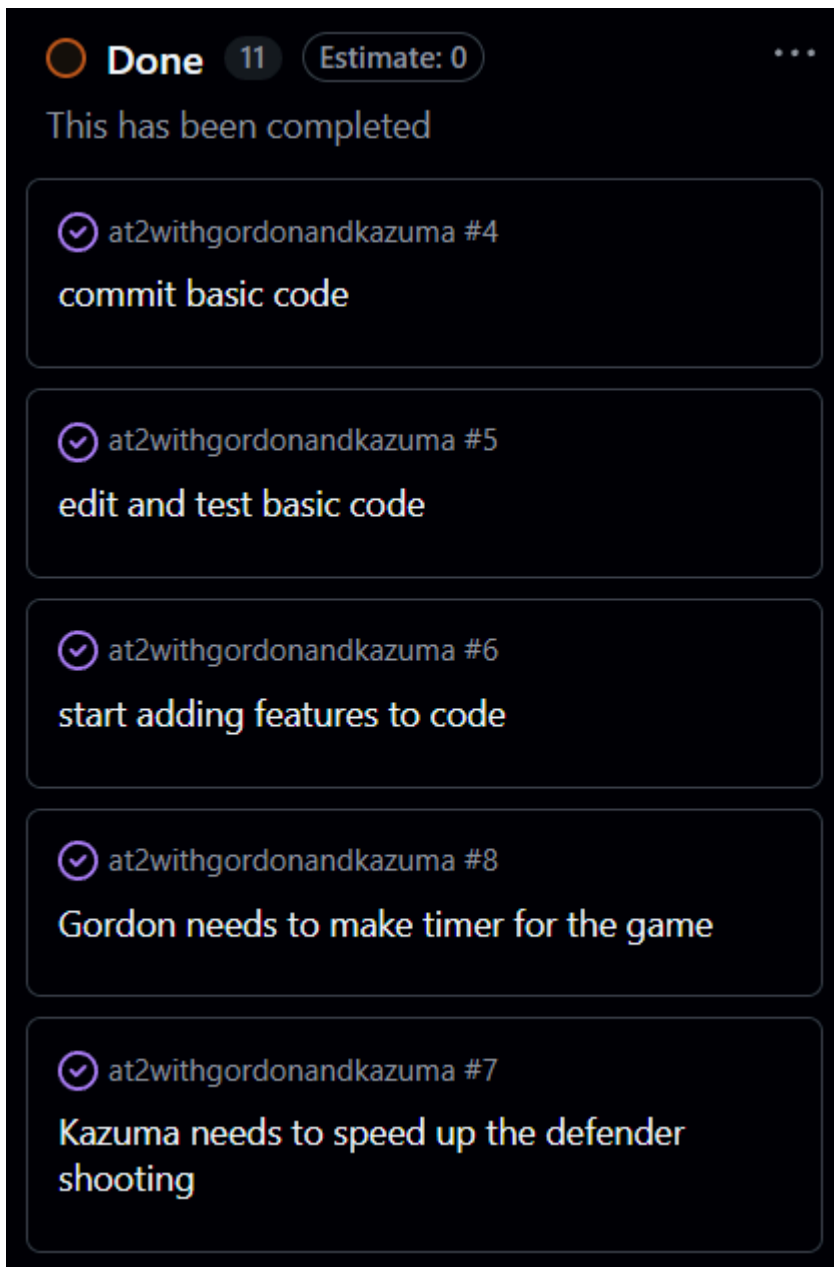 Done 11 Estimate: 0 ...
This has been completed
at2withgordonandkazuma #4
commit basic code
at2withgordonandkazuma #5
edit and test basic code
at2withgordonandkazuma #6
start adding features to code
at2withgordonandkazuma #8
Gordon needs to make timer for the game
at2withgordonandkazuma #7
Kazuma needs to speed up the defender
shooting